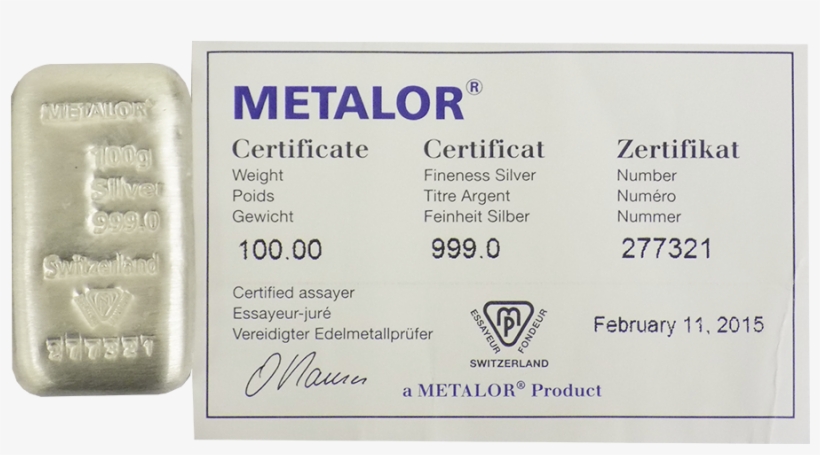 METALOR
100g
Silver
999.0
Switzerland
277321
METALOR®
Certificate Certificat Zertifikat
Weight Fineness Silver Number
Poids Titre Argent Numéro
Gewicht Feinheit Silber Nummer
100.00 999.0 277321
Certified assayer
Essayeur-juré
Vereidigter Edelmetallprüfer
MP
ESSAYEUR FONDEUR
SWITZERLAND
February 11, 2015
a METALOR® Product